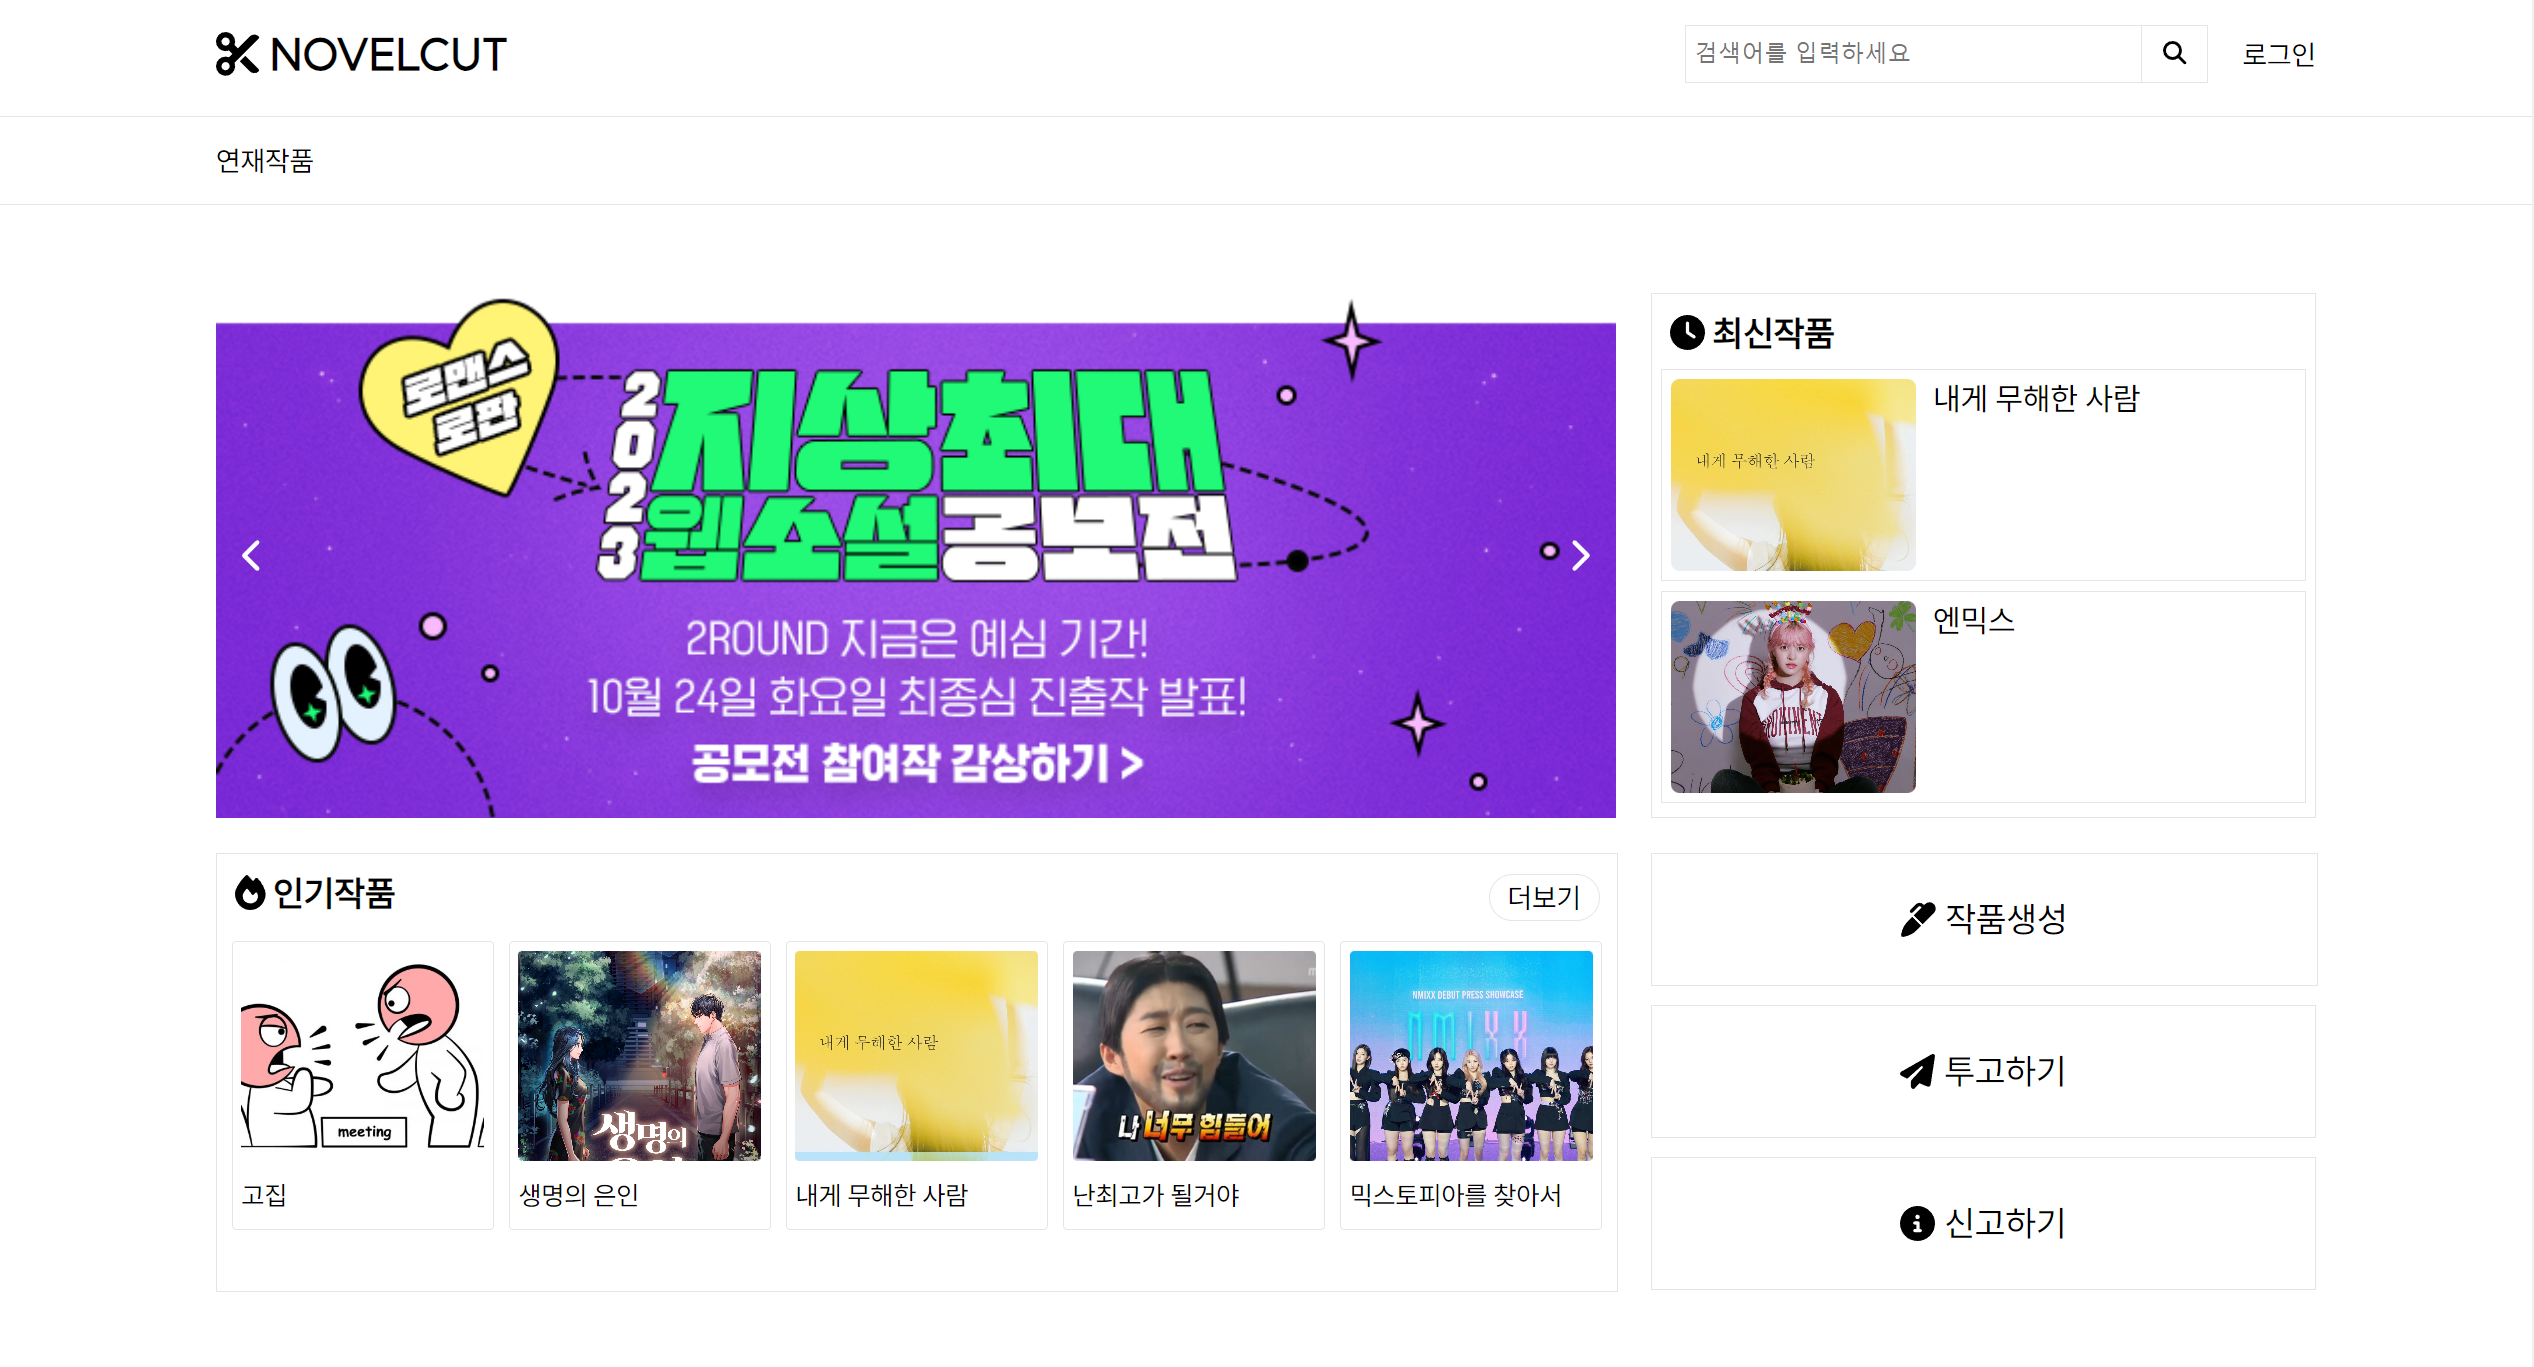 NOVELCUT
검색어를 입력하세요
로그인
연재작품
로맨스
로판
2023
지상최대
웹소설공모전
2ROUND 지금은 예심 기간!
10월 24일 화요일 최종심 진출작 발표!
공모전 참여작 감상하기 >
최신작품
내게 무해한 사람
내게 무해한 사람
엔믹스
인기작품
더보기
meeting
고집
생명의
생명의 은인
내게 무해한 사람
내게 무해한 사람
나 너무 힘들어
난최고가 될거야
NMIXX DEBUT PRESS SHOWCASE
NMIXX
믹스토피아를 찾아서
작품생성
투고하기
신고하기